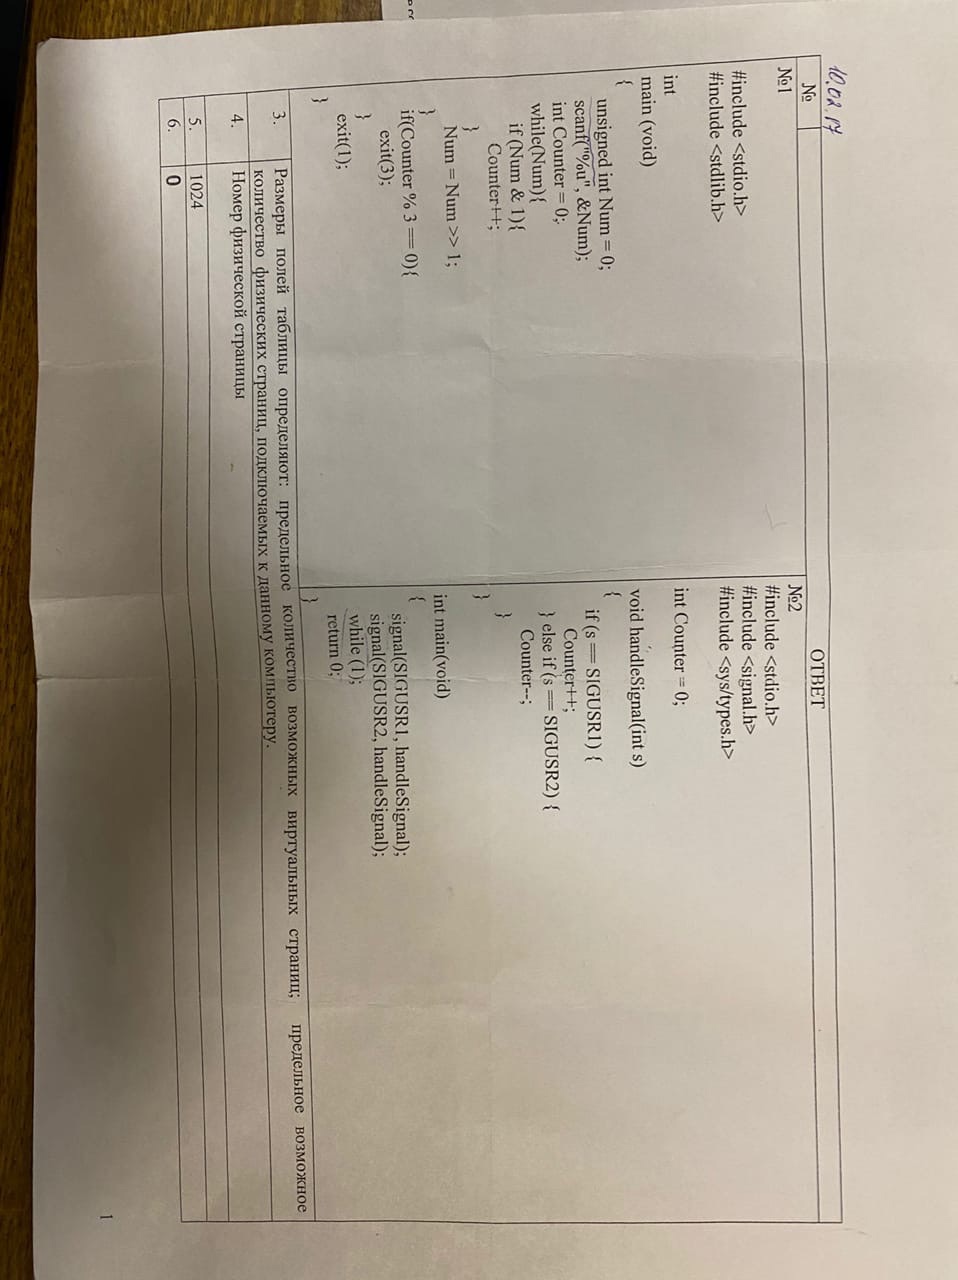 10.02.17
№ ОТВЕТ
№1
#include <stdio.h>
#include <stdlib.h>
int
main (void)
{
unsigned int Num = 0;
scanf("%u", &Num);
int Counter = 0;
while(Num){
if (Num & 1){
Counter++;
}
Num = Num >> 1;
}
if(Counter % 3 == 0){
exit(3);
}
exit(1);
}
№2
#include <stdio.h>
#include <signal.h>
#include <sys/types.h>
int Counter = 0;
void handleSignal(int s)
{
if (s == SIGUSR1) {
Counter++;
} else if (s == SIGUSR2) {
Counter--;
}
}
int main(void)
{
signal(SIGUSR1, handleSignal);
signal(SIGUSR2, handleSignal);
while (1);
return 0;
}
3. Размеры полей таблицы определяют: предельное количество возможных виртуальных страниц; предельное возможное
количество физических страниц, подключаемых к данному компьютеру.
4. Номер физической страницы
5. 1024
6. 0
1